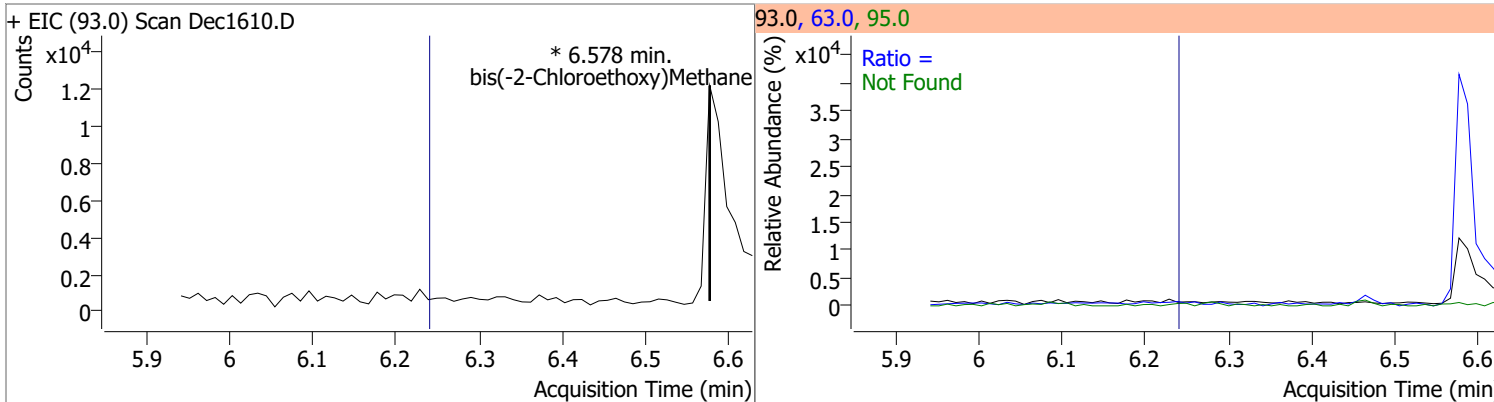 + EIC (93.0) Scan Dec1610.D
Counts
x10⁴
* 6.578 min.
bis(-2-Chloroethoxy)Methane
1.2
1
0.8
0.6
0.4
0.2
0
5.9 6 6.1 6.2 6.3 6.4 6.5 6.6
Acquisition Time (min)
93.0, 63.0, 95.0
Relative Abundance (%)
x10⁴
Ratio =
Not Found
3.5
3
2.5
2
1.5
1
0.5
0
5.9 6 6.1 6.2 6.3 6.4 6.5 6.6
Acquisition Time (min